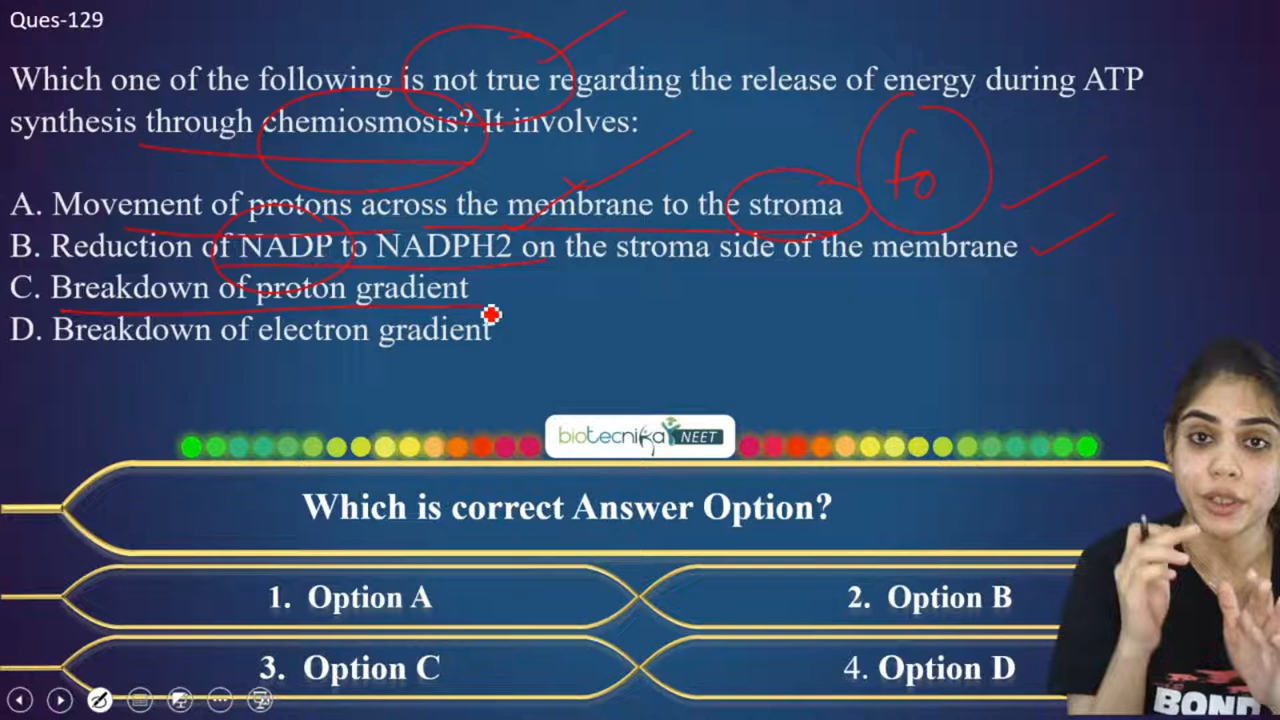 Ques-129
Which one of the following is not true regarding the release of energy during ATP
synthesis through chemiosmosis? It involves:
fo
A. Movement of protons across the membrane to the stroma
B. Reduction of NADP to NADPH2 on the stroma side of the membrane
C. Breakdown of proton gradient
D. Breakdown of electron gradient
biotecnika NEET
Which is correct Answer Option?
1. Option A
2. Option B
3. Option C
4. Option D
BOND